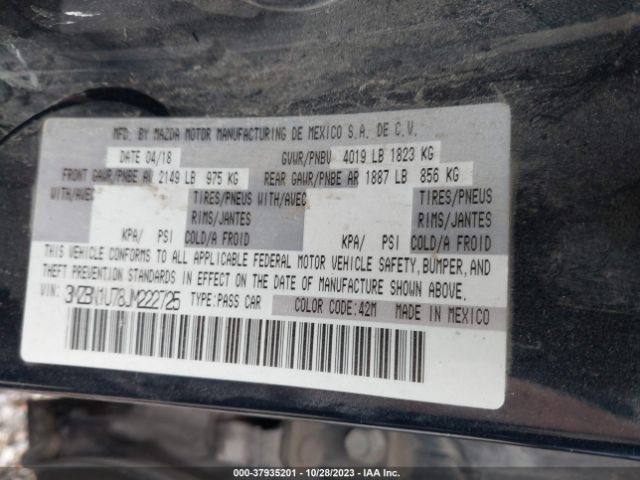 MFD. BY MAZDA MOTOR MANUFACTURING DE MEXICO S.A. DE C.V.
DATE 04/18 GVWR/PNBV 4019 LB 1823 KG
FRONT GAWR/PNBE AV 2149 LB 975 KG REAR GAWR/PNBE AR 1887 LB 856 KG
WITH/AVEC TIRES/PNEUS WITH/AVEC TIRES/PNEUS
RIMS/JANTES RIMS/JANTES
KPA/ PSI COLD/A FROID KPA/ PSI COLD/A FROID
THIS VEHICLE CONFORMS TO ALL APPLICABLE FEDERAL MOTOR VEHICLE SAFETY, BUMPER, AND
THEFT PREVENTION STANDARDS IN EFFECT ON THE DATE OF MANUFACTURE SHOWN ABOVE.
VIN: 3MZBN1U78JM222725 TYPE:PASS CAR COLOR CODE:42M MADE IN MEXICO
000-37935201 - 10/28/2023 - IAA Inc.